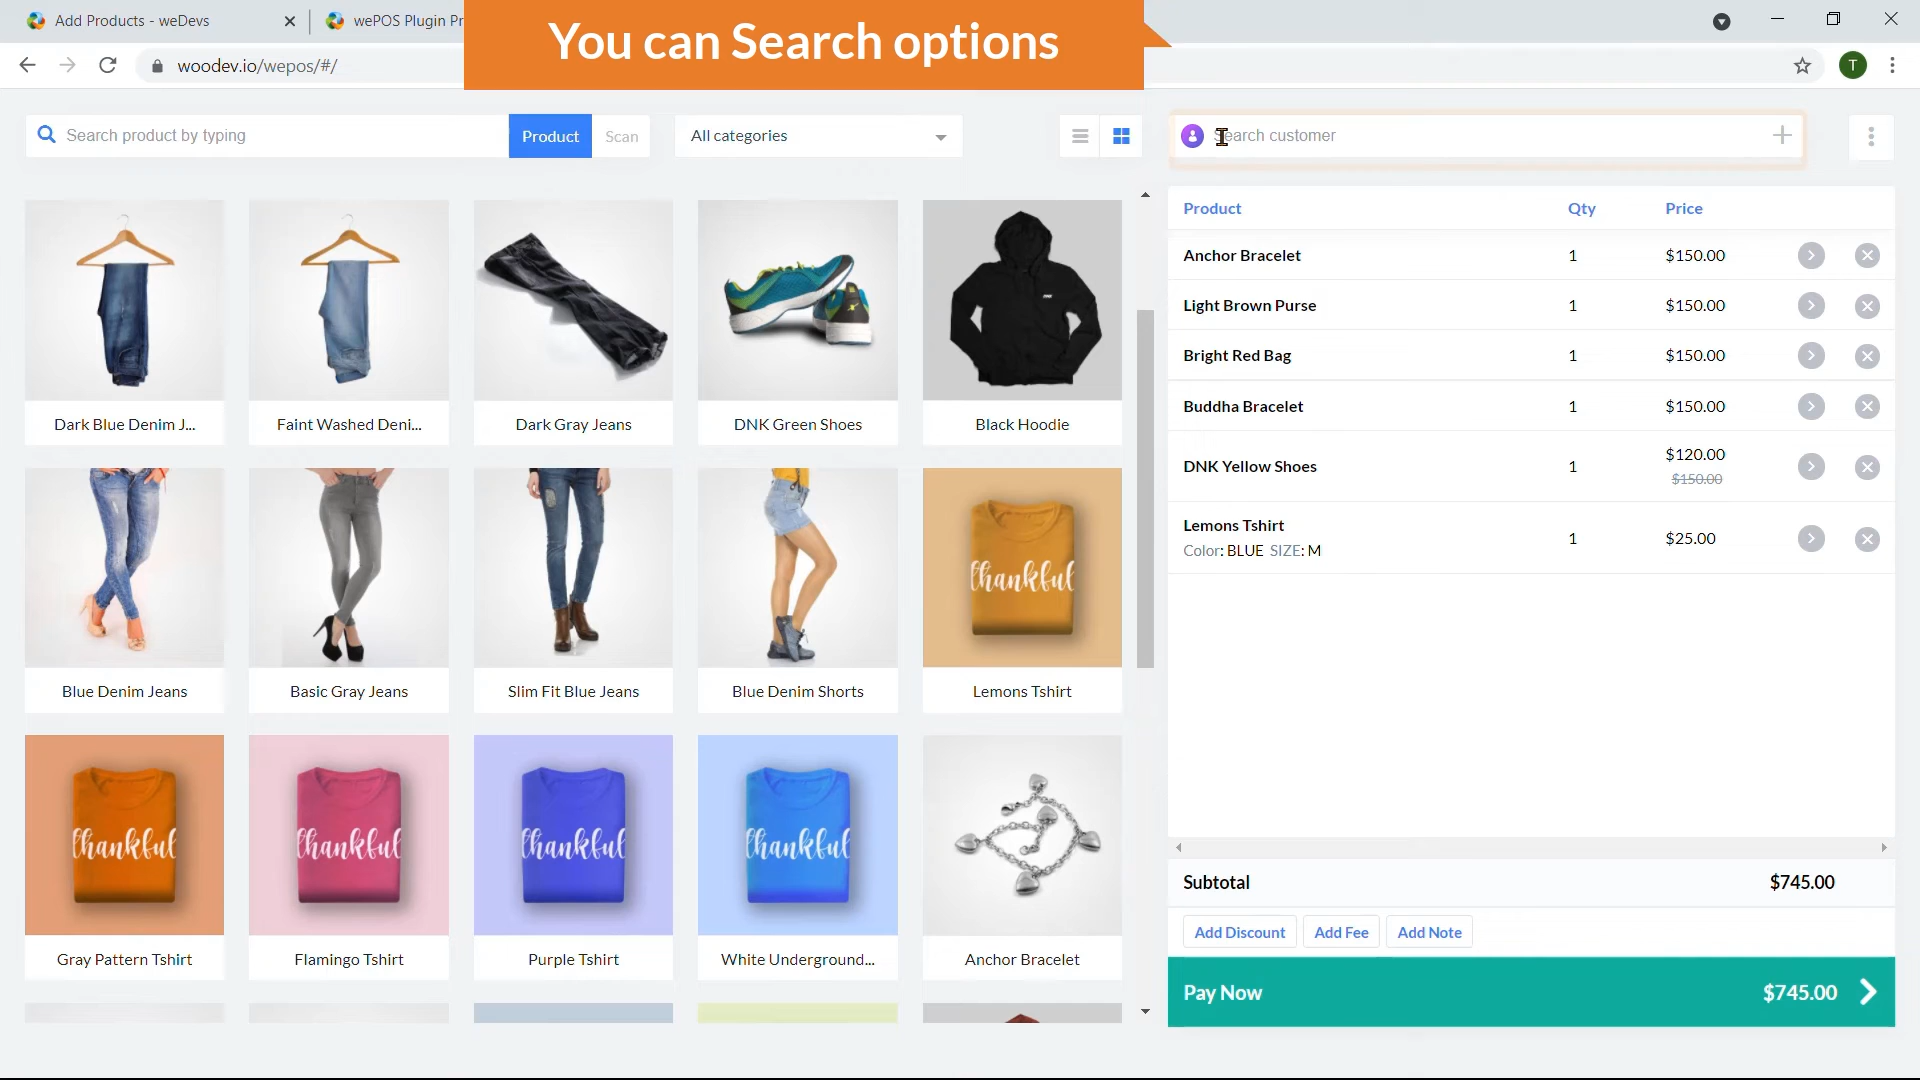 Add Products - weDevs
wePOS Plugin Pr
You can Search options
woodev.io/wepos/#/
T
Search product by typing
Product
Scan
All categories
Search customer
Dark Blue Denim J...
Faint Washed Deni...
Dark Gray Jeans
DNK Green Shoes
Black Hoodie
Blue Denim Jeans
Basic Gray Jeans
Slim Fit Blue Jeans
Blue Denim Shorts
thankful
Lemons Tshirt
thankful
thankful
thankful
thankful
Gray Pattern Tshirt
Flamingo Tshirt
Purple Tshirt
White Underground...
Anchor Bracelet
Product Qty Price
Anchor Bracelet 1 $150.00
Light Brown Purse 1 $150.00
Bright Red Bag 1 $150.00
Buddha Bracelet 1 $150.00
DNK Yellow Shoes 1 $120.00
$150.00
Lemons Tshirt 1 $25.00
Color: BLUE SIZE: M
Subtotal $745.00
Add Discount Add Fee Add Note
Pay Now $745.00